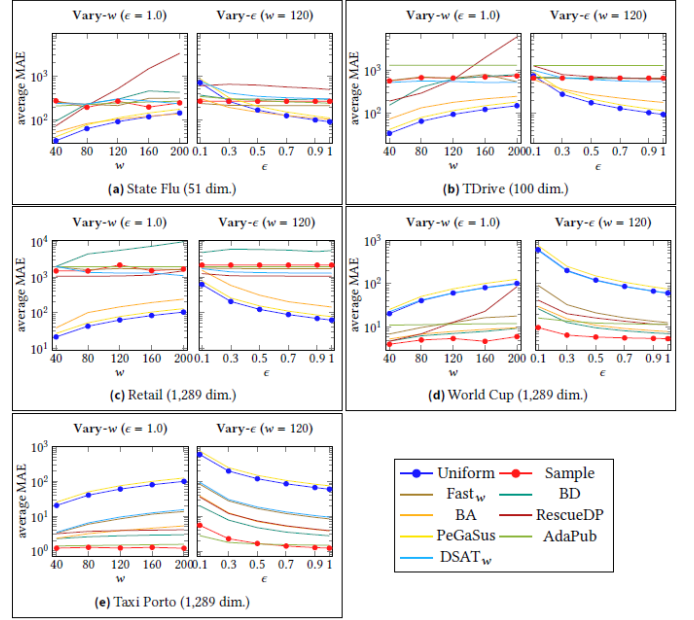 Vary-w (ϵ = 1.0) Vary-ϵ (w = 120)
average MAE
10³
10²
40 80 120 160 200 0.1 0.3 0.5 0.7 0.9 1
w ϵ
(a) State Flu (51 dim.)
Vary-w (ϵ = 1.0) Vary-ϵ (w = 120)
average MAE
10³
10²
40 80 120 160 200 0.1 0.3 0.5 0.7 0.9 1
w ϵ
(b) TDrive (100 dim.)
Vary-w (ϵ = 1.0) Vary-ϵ (w = 120)
average MAE
10⁴
10³
10²
10¹
40 80 120 160 200 0.1 0.3 0.5 0.7 0.9 1
w ϵ
(c) Retail (1,289 dim.)
Vary-w (ϵ = 1.0) Vary-ϵ (w = 120)
average MAE
10³
10²
10¹
40 80 120 160 200 0.1 0.3 0.5 0.7 0.9 1
w ϵ
(d) World Cup (1,289 dim.)
Vary-w (ϵ = 1.0) Vary-ϵ (w = 120)
average MAE
10³
10²
10¹
10⁰
40 80 120 160 200 0.1 0.3 0.5 0.7 0.9 1
w ϵ
(e) Taxi Porto (1,289 dim.)
Uniform Sample
Fast_w BD
BA RescueDP
PeGaSus AdaPub
DSAT_w